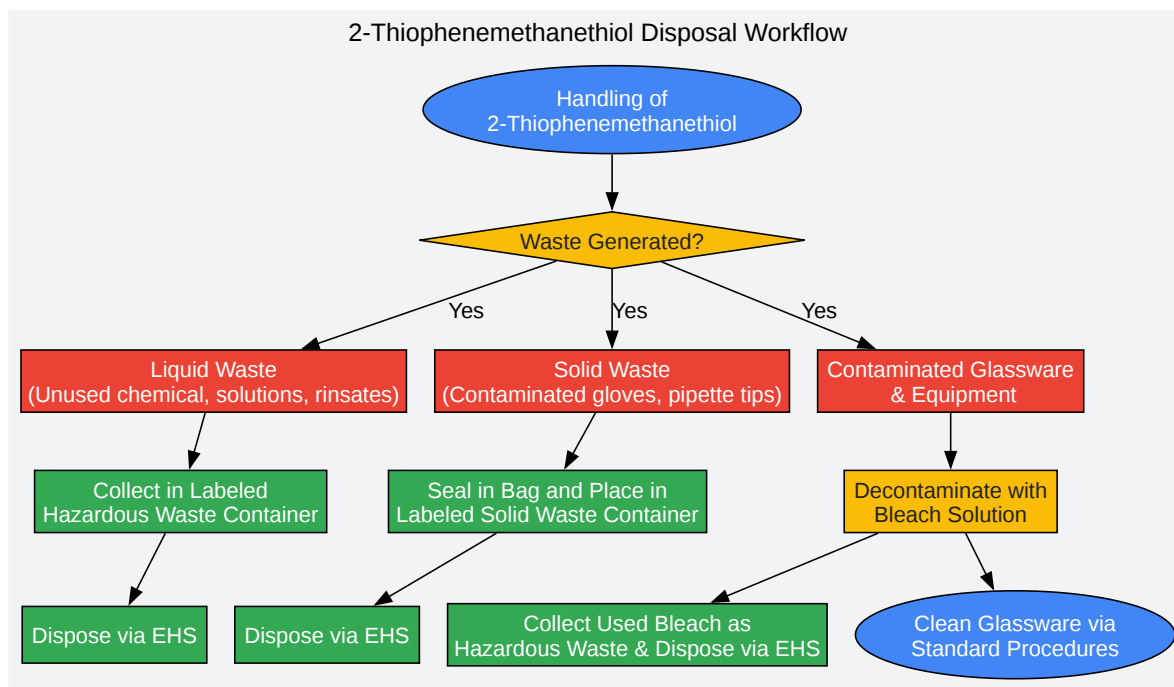 2-Thiophenemethanethiol Disposal Workflow
Handling of
2-Thiophenemethanethiol
Waste Generated?
Yes
Yes
Yes
Liquid Waste
(Unused chemical, solutions, rinsates)
Solid Waste
(Contaminated gloves, pipette tips)
Contaminated Glassware
& Equipment
Collect in Labeled
Hazardous Waste Container
Seal in Bag and Place in
Labeled Solid Waste Container
Decontaminate with
Bleach Solution
Dispose via EHS
Dispose via EHS
Collect Used Bleach as
Hazardous Waste & Dispose via EHS
Clean Glassware via
Standard Procedures